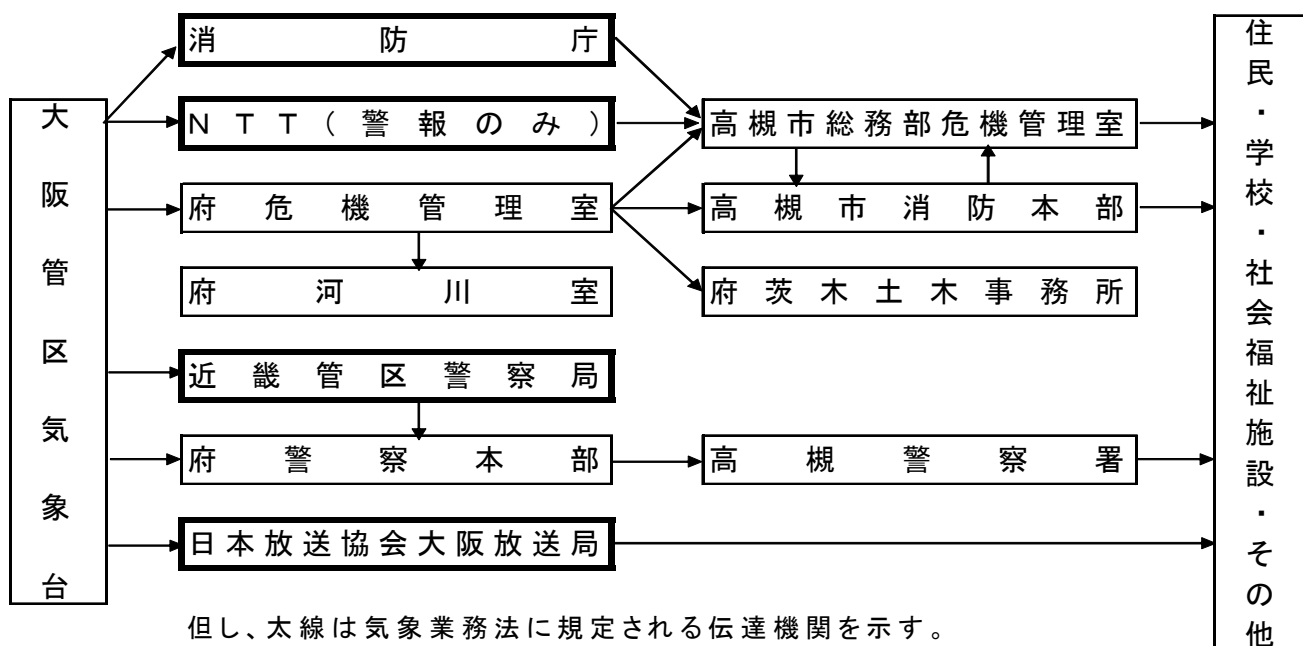 大阪管区気象台
消防庁
NTT(警報のみ)
府危機管理室
府河川室
近畿管区警察局
府警察本部
日本放送協会大阪放送局
高槻市総務部危機管理室
高槻市消防本部
府茨木土木事務所
高槻警察署
住民・学校・社会福祉施設・その他
但し、太線は気象業務法に規定される伝達機関を示す。